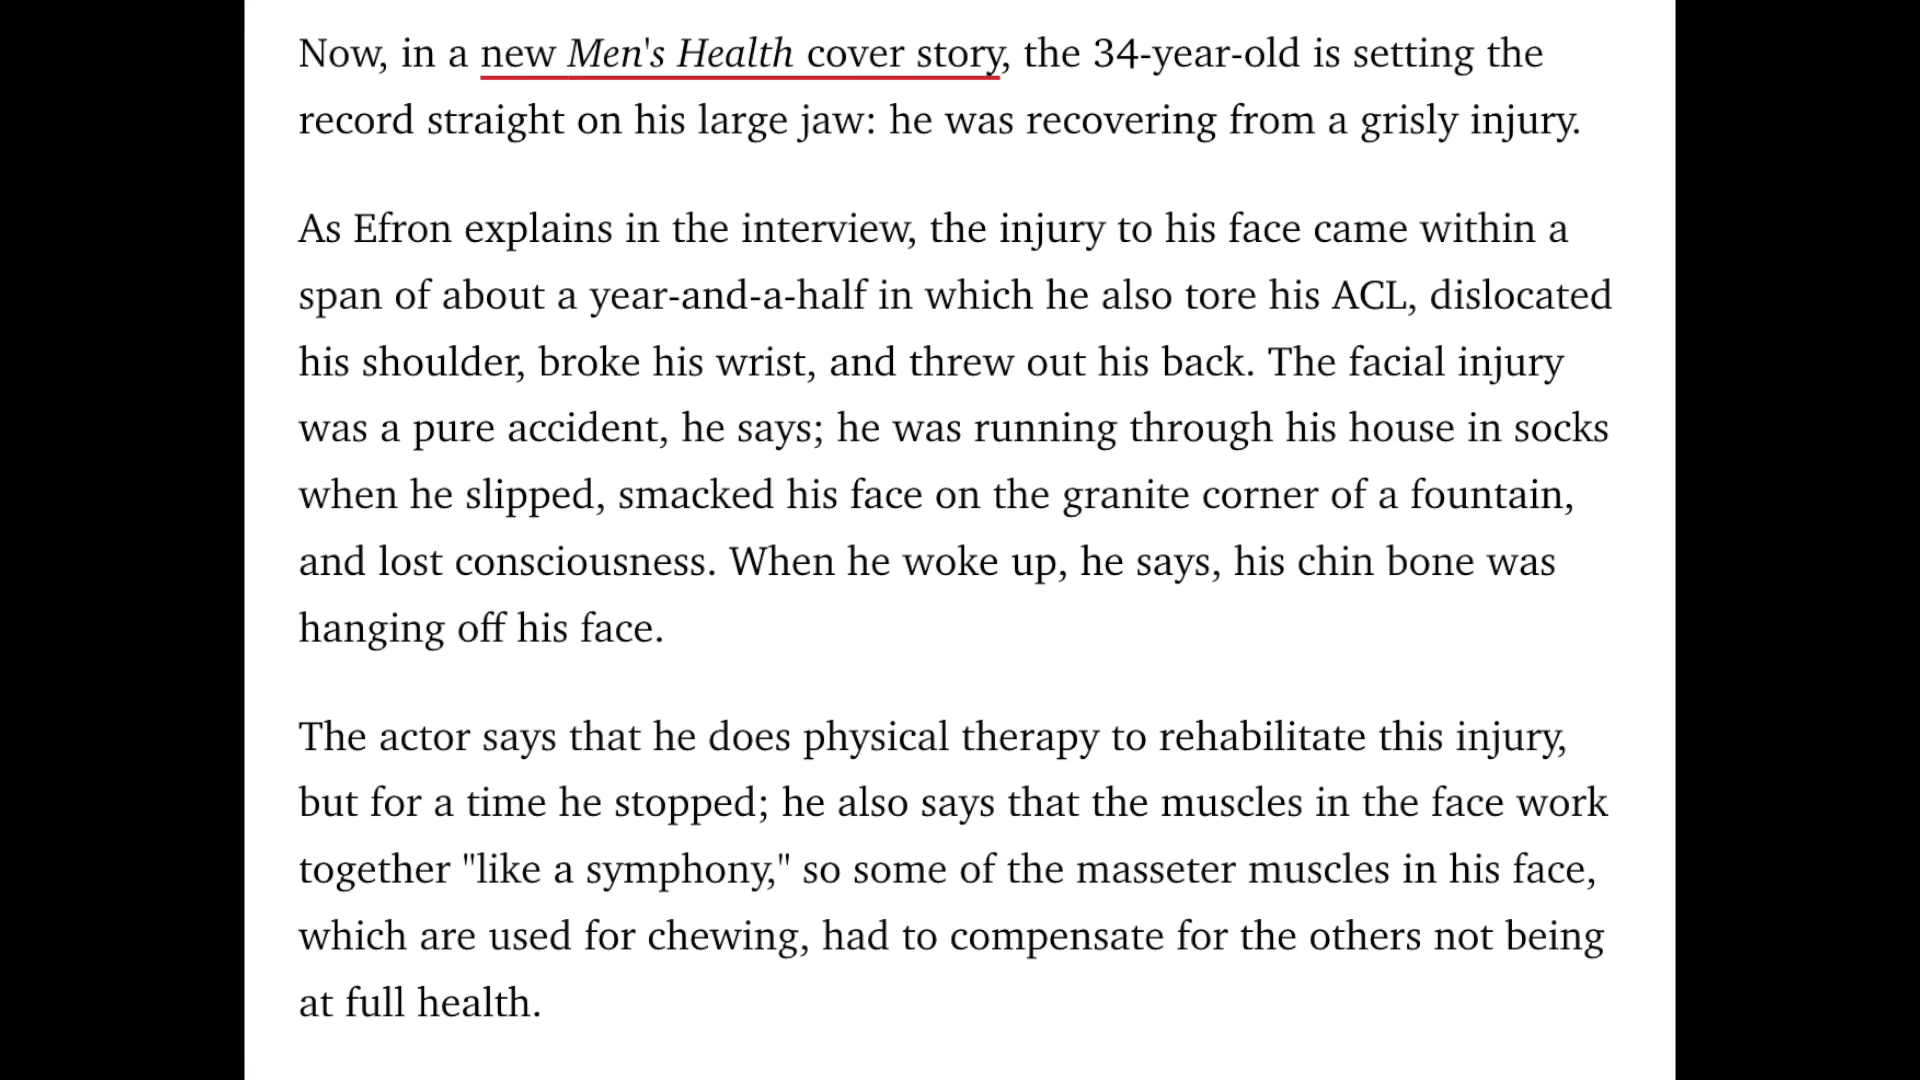 Now, in a new Men's Health cover story, the 34-year-old is setting the
record straight on his large jaw: he was recovering from a grisly injury.
As Efron explains in the interview, the injury to his face came within a
span of about a year-and-a-half in which he also tore his ACL, dislocated
his shoulder, broke his wrist, and threw out his back. The facial injury
was a pure accident, he says; he was running through his house in socks
when he slipped, smacked his face on the granite corner of a fountain,
and lost consciousness. When he woke up, he says, his chin bone was
hanging off his face.
The actor says that he does physical therapy to rehabilitate this injury,
but for a time he stopped; he also says that the muscles in the face work
together "like a symphony," so some of the masseter muscles in his face,
which are used for chewing, had to compensate for the others not being
at full health.